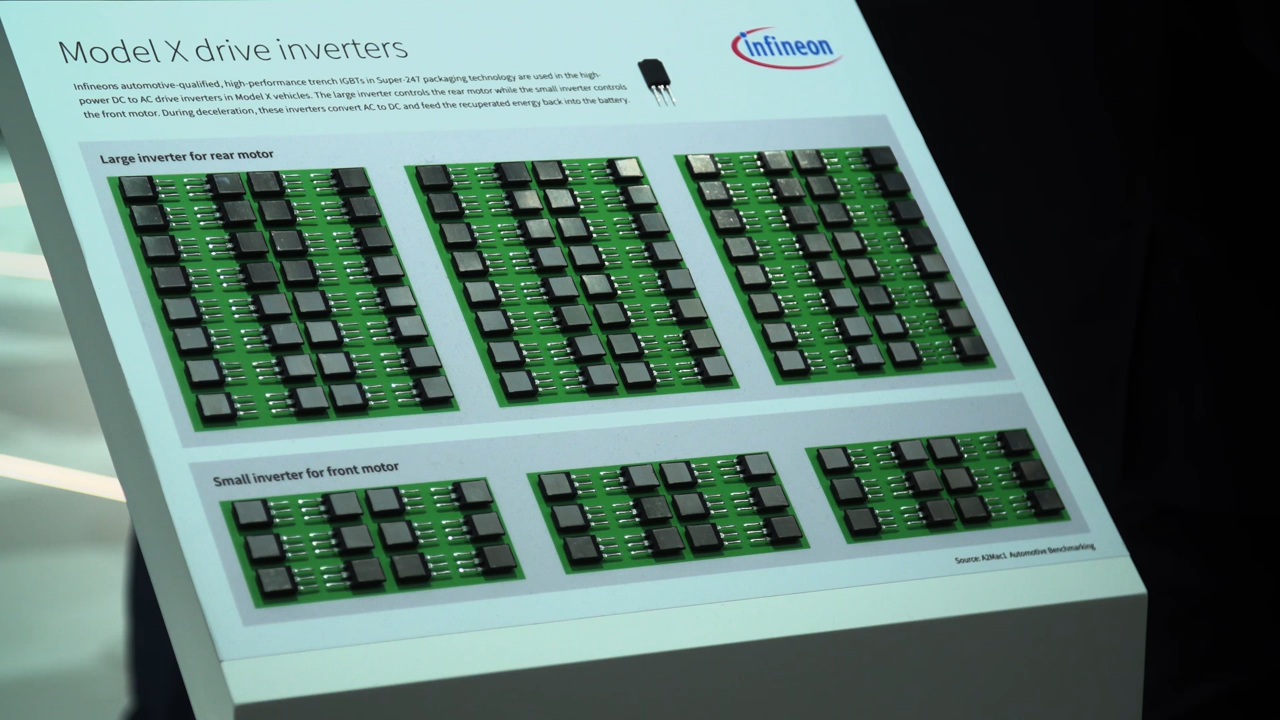 Model X drive inverters
infineon
Infineons automotive-qualified, high-performance trench IGBTs in Super-247 packaging technology are used in the high-
power DC to AC drive inverters in Model X vehicles. The large inverter controls the rear motor while the small inverter controls
the front motor. During deceleration, these inverters convert AC to DC and feed the recuperated energy back into the battery.
Large inverter for rear motor
Small inverter for front motor
Source: A2Mac1 Automotive Benchmarking